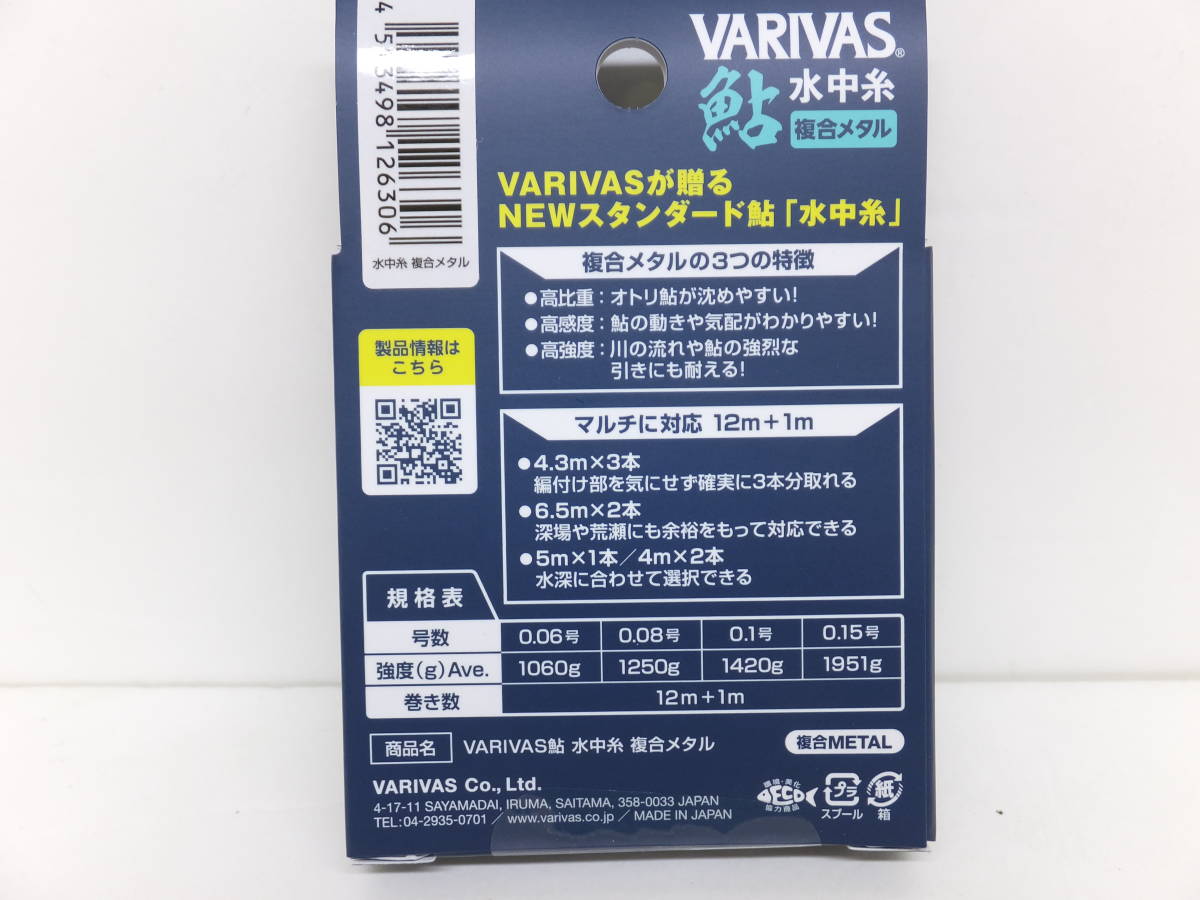 4 513498 126306
水中糸 複合メタル
VARIVAS®
鮎 水中糸
複合メタル
VARIVASが贈る
NEWスタンダード鮎「水中糸」
複合メタルの3つの特徴
●高比重：オトリ鮎が沈めやすい!
●高感度：鮎の動きや気配がわかりやすい!
●高強度：川の流れや鮎の強烈な
引きにも耐える!
製品情報は
こちら
マルチに対応 12m+1m
●4.3m×3本
編付け部を気にせず確実に3本分取れる
●6.5m×2本
深場や荒瀬にも余裕をもって対応できる
●5m×1本／4m×2本
水深に合わせて選択できる
規格表
号数 0.06号 0.08号 0.1号 0.15号
強度(g)Ave. 1060g 1250g 1420g 1951g
巻き数 12m+1m
商品名 VARIVAS鮎 水中糸 複合メタル
複合METAL
VARIVAS Co., Ltd.
4-17-11 SAYAMADAI, IRUMA, SAITAMA, 358-0033 JAPAN
TEL:04-2935-0701 ／ www.varivas.co.jp ／ MADE IN JAPAN
環境・美化
ECO
協力商品
プラ
スプール
紙
箱